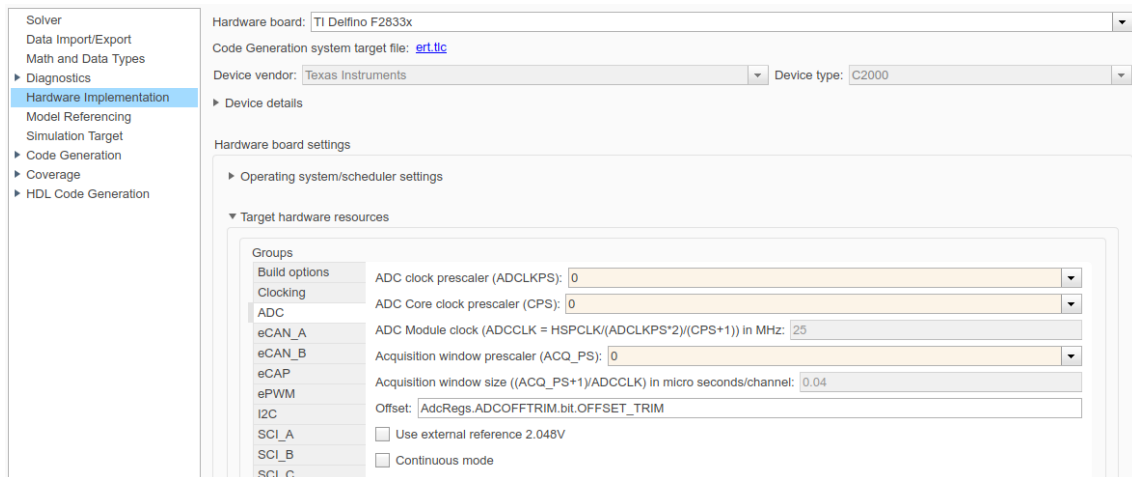 Solver
Data Import/Export
Math and Data Types
Diagnostics
Hardware Implementation
Model Referencing
Simulation Target
Code Generation
Coverage
HDL Code Generation
Hardware board: TI Delfino F2833x
Code Generation system target file: ert.tlc
Device vendor: Texas Instruments Device type: C2000
Device details
Hardware board settings
Operating system/scheduler settings
Target hardware resources
Groups
Build options
Clocking
ADC
eCAN_A
eCAN_B
eCAP
ePWM
I2C
SCI_A
SCI_B
SCI_C
ADC clock prescaler (ADCLKPS): 0
ADC Core clock prescaler (CPS): 0
ADC Module clock (ADCCLK = HSPCLK/(ADCLKPS*2)/(CPS+1)) in MHz: 25
Acquisition window prescaler (ACQ_PS): 0
Acquisition window size ((ACQ_PS+1)/ADCCLK) in micro seconds/channel: 0.04
Offset: AdcRegs.ADCOFFTRIM.bit.OFFSET_TRIM
Use external reference 2.048V
Continuous mode